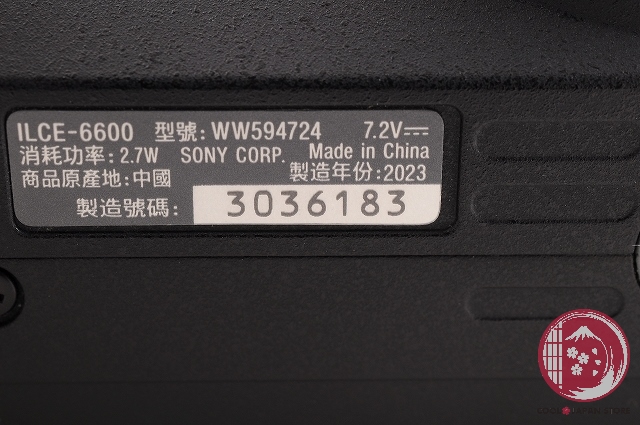 ILCE-6600 型號: WW594724 7.2V⎓
消耗功率: 2.7W SONY CORP. Made in China
商品原產地:中國 製造年份:2023
製造號碼: 3036183